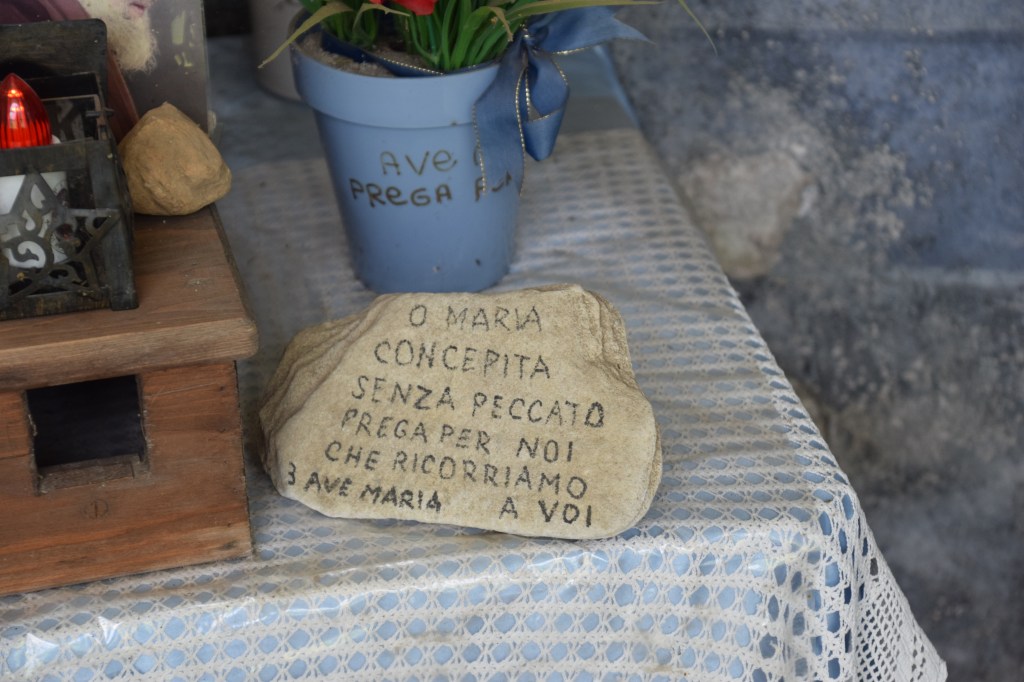 AVE
PREGA
O MARIA
CONCEPITA
SENZA PECCATO
PREGA PER NOI
CHE RICORRIAMO
3 AVE MARIA A VOI